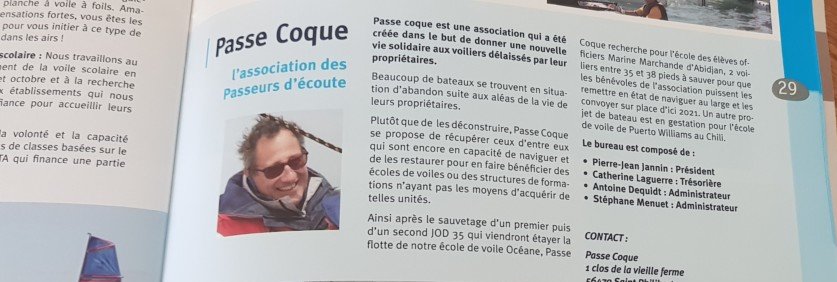 planche à voile à foils. Ama-
ensations fortes, vous êtes les
pour vous initier à ce type de
dans les airs !
scolaire : Nous travaillons au
ent de la voile scolaire en
et octobre et à la recherche
x établissements qui nous
fiance pour accueillir leurs
la volonté et la capacité
s de classes basées sur le
TA qui finance une partie
Passe Coque
l'association des
Passeurs d'écoute
Passe coque est une association qui a été
créée dans le but de donner une nouvelle
vie solidaire aux voiliers délaissés par leur
propriétaires.
Beaucoup de bateaux se trouvent en situa-
tion d'abandon suite aux aléas de la vie de
leurs propriétaires.
Plutôt que de les déconstruire, Passe Coque
se propose de récupérer ceux d'entre eux
qui sont encore en capacité de naviguer et
de les restaurer pour en faire bénéficier des
écoles de voiles ou des structures de forma-
tions n'ayant pas les moyens d'acquérir de
telles unités.
Ainsi après le sauvetage d'un premier puis
d'un second JOD 35 qui viendront étayer la
flotte de notre école de voile Océane, Passe
Coque recherche pour l'école des élèves of-
ficiers Marine Marchande d'Abidjan, 2 voi-
liers entre 35 et 38 pieds à sauver pour que
les bénévoles de l'association puissent les
remettre en état de naviguer au large et les
convoyer sur place d'ici 2021. Un autre pro-
jet de bateau est en gestation pour l'école
de voile de Puerto Williams au Chili.
Le bureau est composé de :
• Pierre-Jean Jannin : Président
• Catherine Laguerre : Trésorière
• Antoine Dequidt : Administrateur
• Stéphane Menuet : Administrateur
CONTACT :
Passe Coque
1 clos de la vieille ferme
29